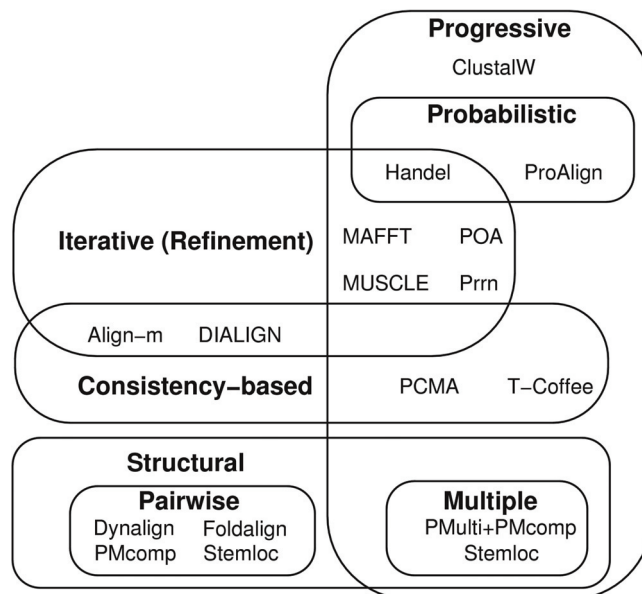 Progressive
ClustalW
Probabilistic
Handel ProAlign
Iterative (Refinement) MAFFT POA
MUSCLE Prrn
Align−m DIALIGN
Consistency−based PCMA T−Coffee
Structural
Pairwise Multiple
Dynalign Foldalign PMulti+PMcomp
PMcomp Stemloc Stemloc